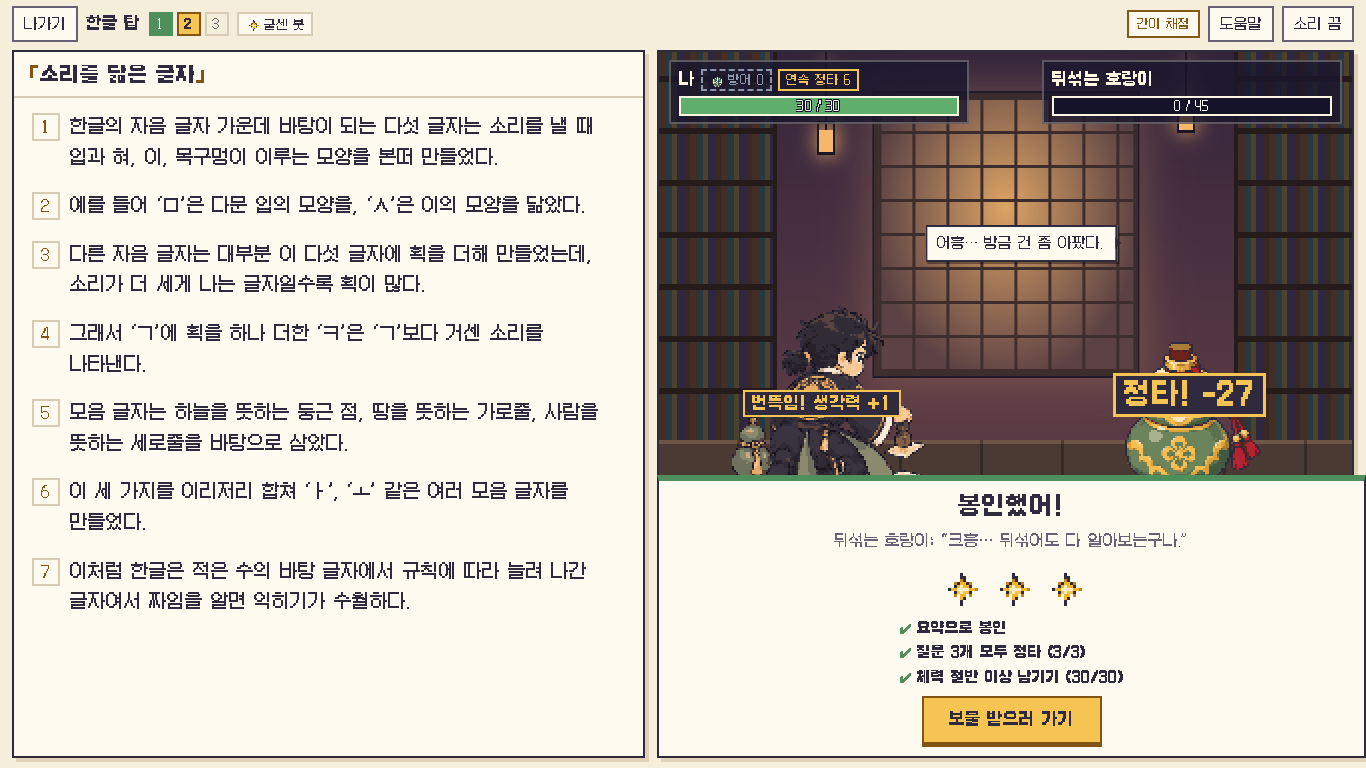 나가기
한글 탑
1
2
3
굳센 붓
간이 채점
도움말
소리 끔
「소리를 닮은 글자」
1
한글의 자음 글자 가운데 바탕이 되는 다섯 글자는 소리를 낼 때
입과 혀, 이, 목구멍이 이루는 모양을 본떠 만들었다.
2
예를 들어 ‘ㅁ’은 다문 입의 모양을, ‘ㅅ’은 이의 모양을 닮았다.
3
다른 자음 글자는 대부분 이 다섯 글자에 획을 더해 만들었는데,
소리가 더 세게 나는 글자일수록 획이 많다.
4
그래서 ‘ㄱ’에 획을 하나 더한 ‘ㅋ’은 ‘ㄱ’보다 거센 소리를
나타낸다.
5
모음 글자는 하늘을 뜻하는 둥근 점, 땅을 뜻하는 가로줄, 사람을
뜻하는 세로줄을 바탕으로 삼았다.
6
이 세 가지를 이리저리 합쳐 ‘ㅏ’, ‘ㅗ’ 같은 여러 모음 글자를
만들었다.
7
이처럼 한글은 적은 수의 바탕 글자에서 규칙에 따라 늘려 나간
글자여서 짜임을 알면 익히기가 수월하다.
나
방어 0
연속 정타 6
30 / 30
뒤섞는 호랑이
0 / 45
어흥… 방금 건 좀 아팠다.
번뜩임! 생각력 +1
정타! -27
봉인했어!
뒤섞는 호랑이: “크흥… 뒤섞어도 다 알아보는구나.”
✔ 요약으로 봉인
✔ 질문 3개 모두 정타 (3/3)
✔ 체력 절반 이상 남기기 (30/30)
보물 받으러 가기